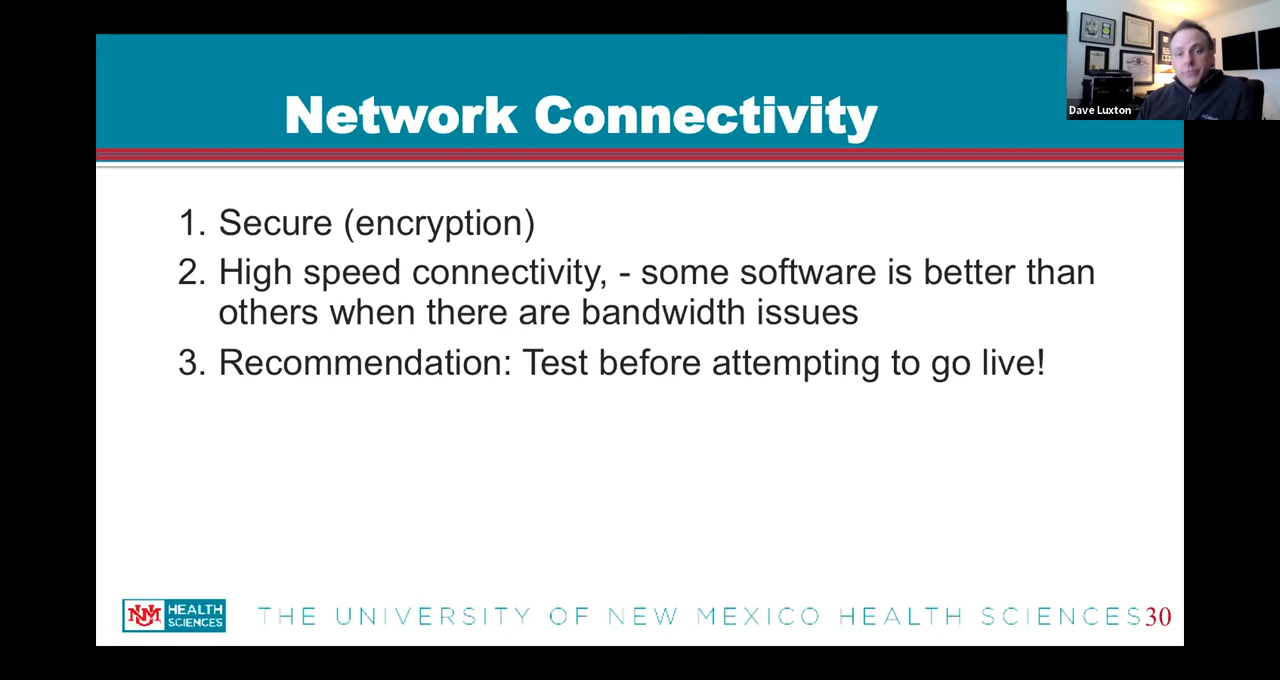 Dave Luxton
Network Connectivity
1. Secure (encryption)
2. High speed connectivity, - some software is better than
others when there are bandwidth issues
3. Recommendation: Test before attempting to go live!
UNM HEALTH
SCIENCES
THE UNIVERSITY OF NEW MEXICO HEALTH SCIENCES 30